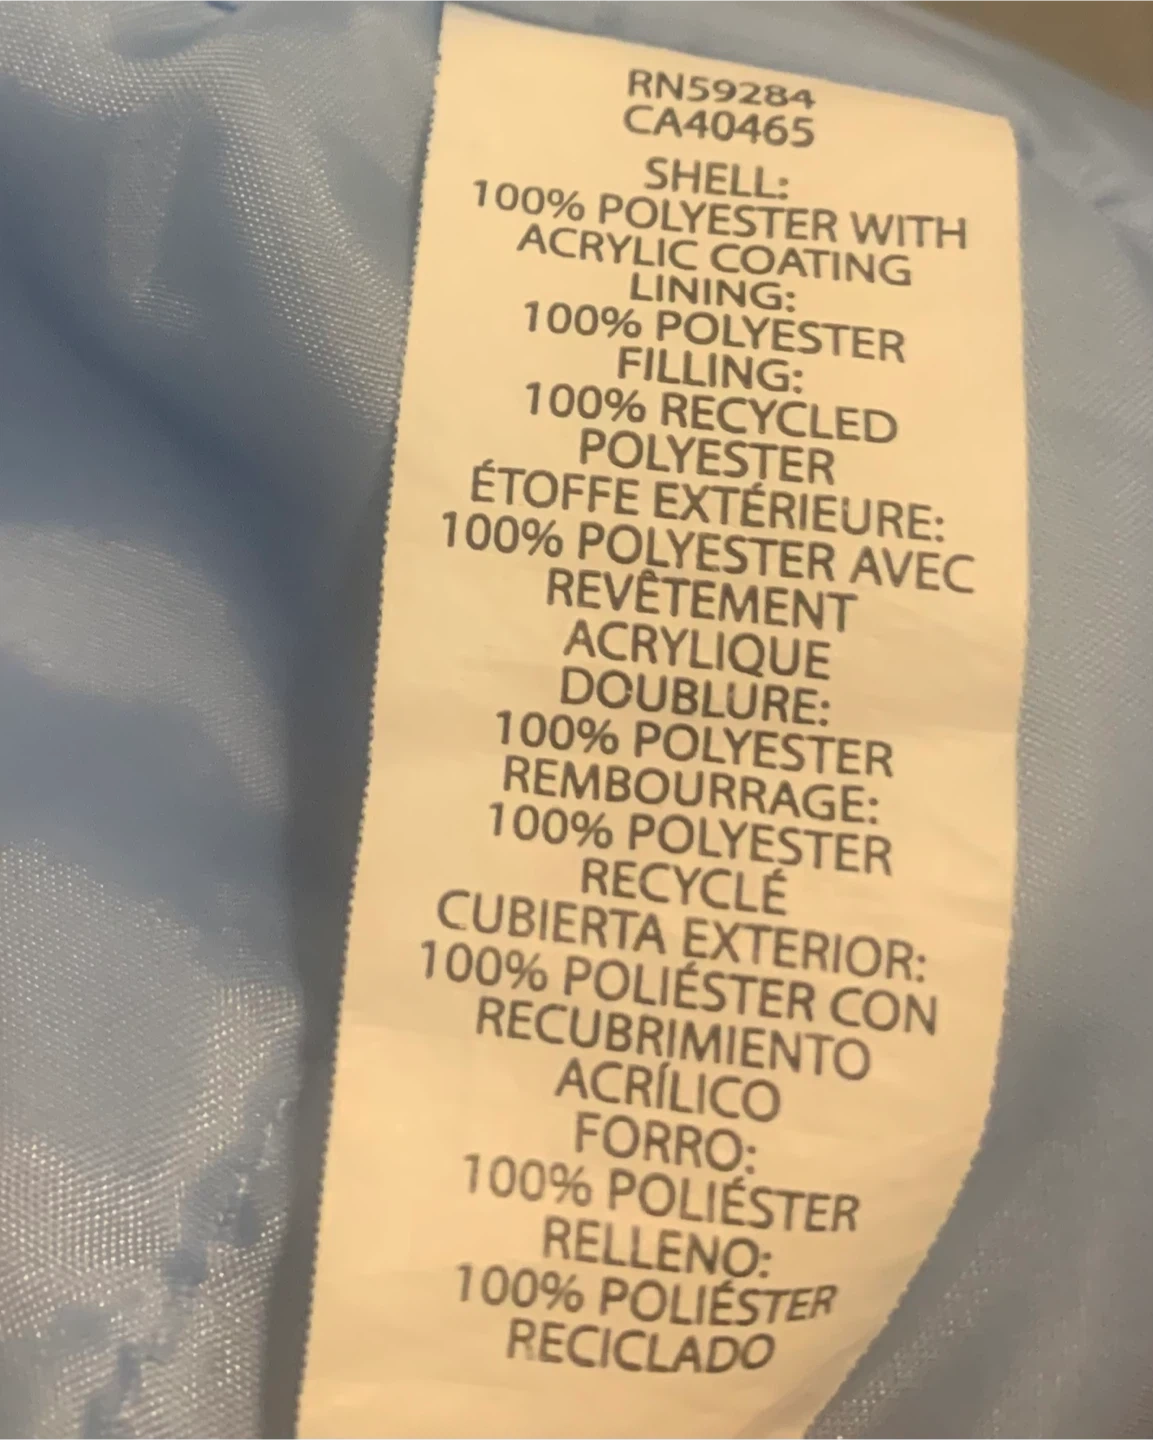 RN59284
CA40465
SHELL:
100% POLYESTER WITH
ACRYLIC COATING
LINING:
100% POLYESTER
FILLING:
100% RECYCLED
POLYESTER
ÉTOFFE EXTÉRIEURE:
100% POLYESTER AVEC
REVÊTEMENT
ACRYLIQUE
DOUBLURE:
100% POLYESTER
REMBOURRAGE:
100% POLYESTER
RECYCLÉ
CUBIERTA EXTERIOR:
100% POLIÉSTER CON
RECUBRIMIENTO
ACRÍLICO
FORRO:
100% POLIÉSTER
RELLENO:
100% POLIÉSTER
RECICLADO